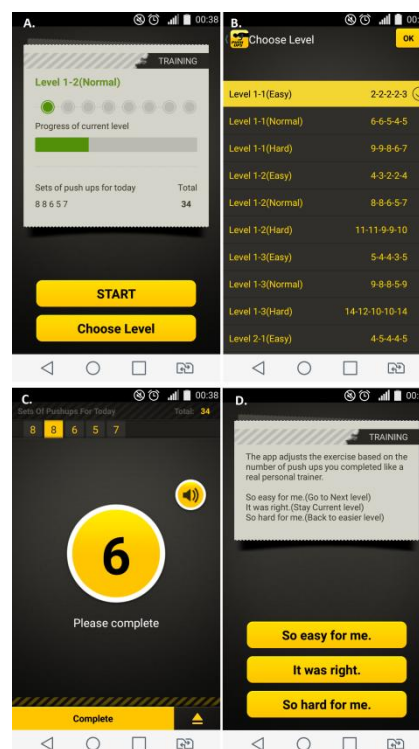 A.
00:38
TRAINING
Level 1-2(Normal)
Progress of current level
Sets of push ups for today Total
8 8 6 5 7 34
START
Choose Level
B.
00:
Choose Level
OK
Level 1-1(Easy) 2-2-2-2-3
Level 1-1(Normal) 6-6-5-4-5
Level 1-1(Hard) 9-9-8-6-7
Level 1-2(Easy) 4-3-2-2-4
Level 1-2(Normal) 8-8-6-5-7
Level 1-2(Hard) 11-11-9-9-10
Level 1-3(Easy) 5-4-4-3-5
Level 1-3(Normal) 9-8-8-5-9
Level 1-3(Hard) 14-12-10-10-14
Level 2-1(Easy) 4-5-4-4-5
C.
00:38
Sets Of Pushups For Today Total: 34
8 8 6 5 7
6
Please complete
Complete
D.
00:
TRAINING
The app adjusts the exercise based on the
number of push ups you completed like a
real personal trainer.
So easy for me.(Go to Next level)
It was right.(Stay Current level)
So hard for me.(Back to easier level)
So easy for me.
It was right.
So hard for me.